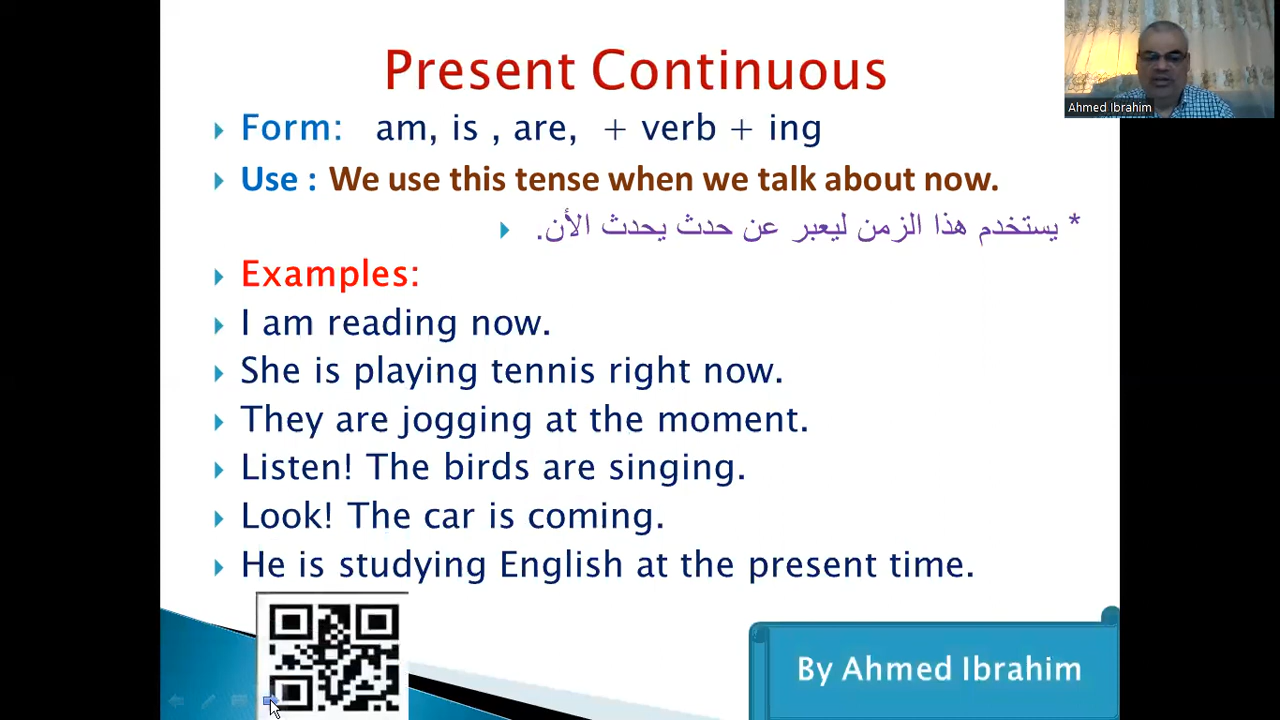 Present Continuous
Ahmed Ibrahim
Form: am, is , are, + verb + ing
Use : We use this tense when we talk about now.
* يستخدم هذا الزمن ليعبر عن حدث يحدث الأن.
Examples:
I am reading now.
She is playing tennis right now.
They are jogging at the moment.
Listen! The birds are singing.
Look! The car is coming.
He is studying English at the present time.
By Ahmed Ibrahim